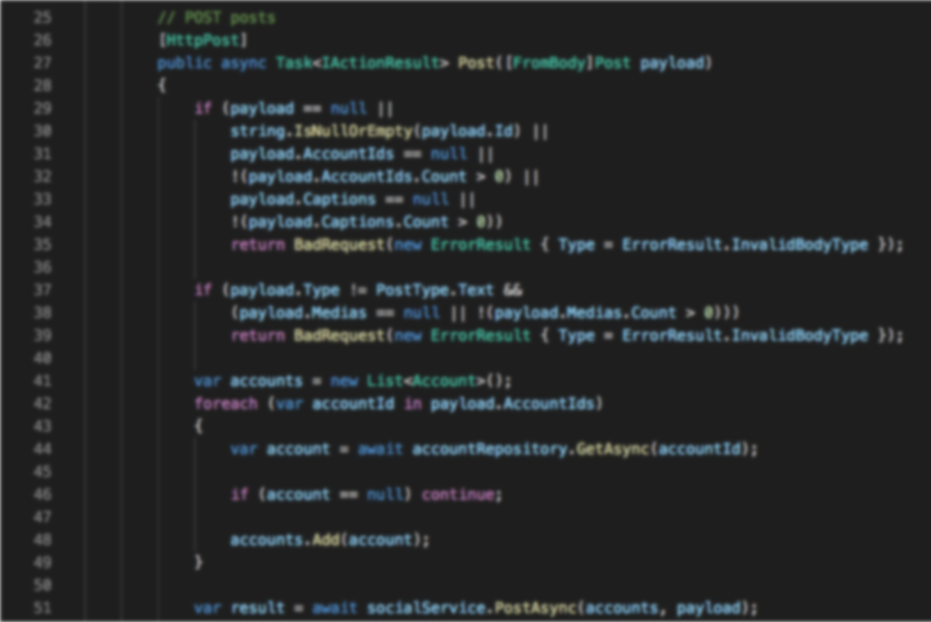 25 // POST posts
26 [HttpPost]
27 public async Task<IActionResult> Post([FromBody]Post payload)
28 {
29 if (payload == null ||
30 string.IsNullOrEmpty(payload.Id) ||
31 payload.AccountIds == null ||
32 !(payload.AccountIds.Count > 0) ||
33 payload.Captions == null ||
34 !(payload.Captions.Count > 0))
35 return BadRequest(new ErrorResult { Type = ErrorResult.InvalidBodyType });
36
37 if (payload.Type != PostType.Text &&
38 (payload.Medias == null || !(payload.Medias.Count > 0)))
39 return BadRequest(new ErrorResult { Type = ErrorResult.InvalidBodyType });
40
41 var accounts = new List<Account>();
42 foreach (var accountId in payload.AccountIds)
43 {
44 var account = await accountRepository.GetAsync(accountId);
45
46 if (account == null) continue;
47
48 accounts.Add(account);
49 }
50
51 var result = await socialService.PostAsync(accounts, payload);